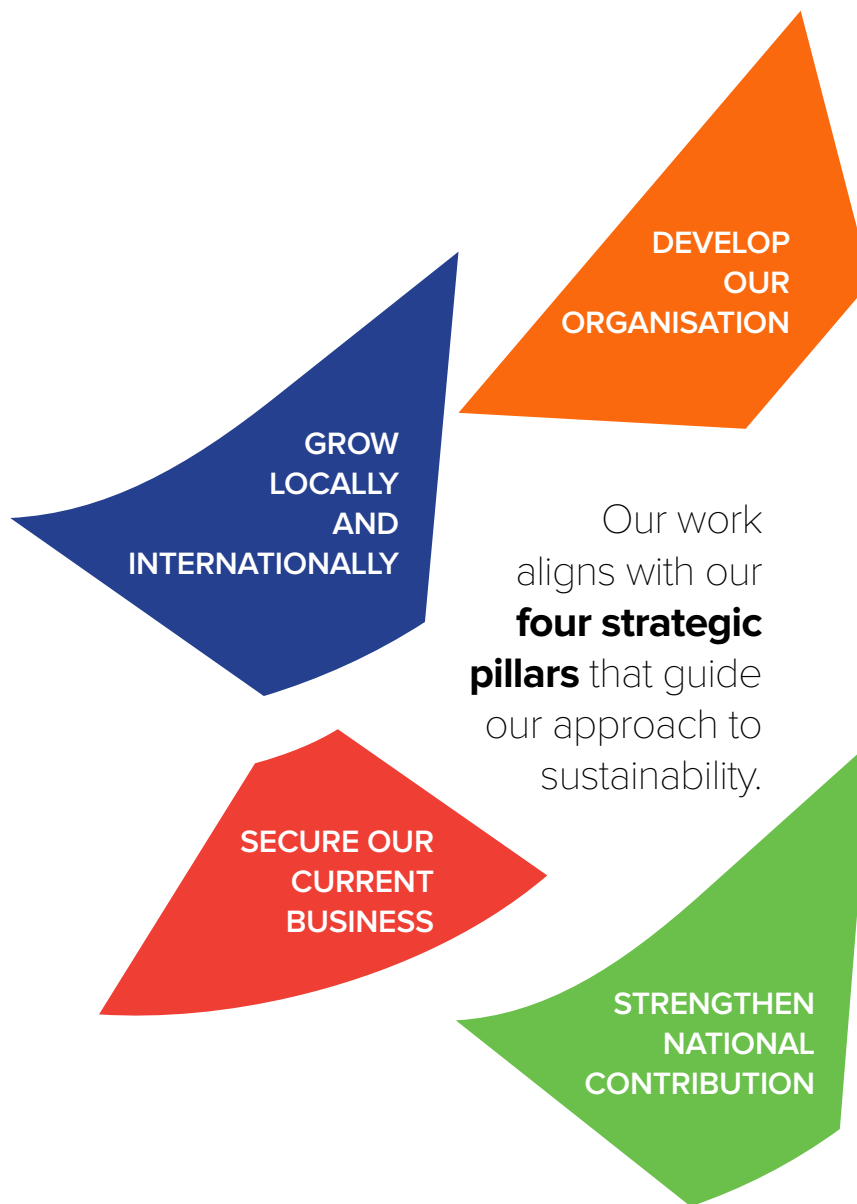 DEVELOP
OUR
ORGANISATION
GROW
LOCALLY
AND
INTERNATIONALLY
Our work
aligns with our
four strategic
pillars that guide
our approach to
sustainability.
SECURE OUR
CURRENT
BUSINESS
STRENGTHEN
NATIONAL
CONTRIBUTION